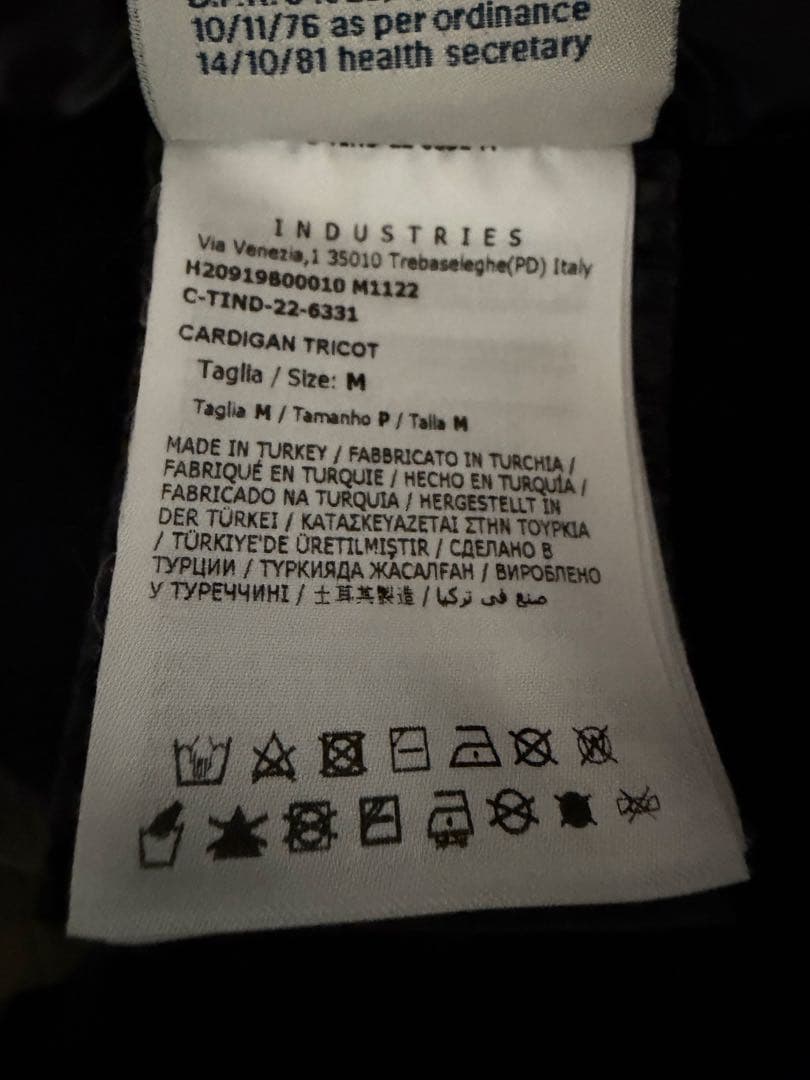 10/11/76 as per ordinance
14/10/81 health secretary
INDUSTRIES
Via Venezia,1 35010 Trebaseleghe(PD) Italy
H20919B00010 M1122
C-TIND-22-6331
CARDIGAN TRICOT
Taglia / Size: M
Taglia M / Tamanho P / Talla M
MADE IN TURKEY / FABBRICATO IN TURCHIA /
FABRIQUÉ EN TURQUIE / HECHO EN TURQUÍA /
FABRICADO NA TURQUIA / HERGESTELLT IN
DER TÜRKEI / ΚΑΤΑΣΚΕΥΑΖΕΤΑΙ ΣΤΗΝ ΤΟΥΡΚΙΑ
/ TÜRKIYE'DE ÜRETILMIŞTIR / СДЕЛАНО В
ТУРЦИИ / ТҮРКИЯДА ЖАСАЛҒАН / ВИРОБЛЕНО
У ТУРЕЧЧИНІ / 土耳其製造 / صنع في تركيا